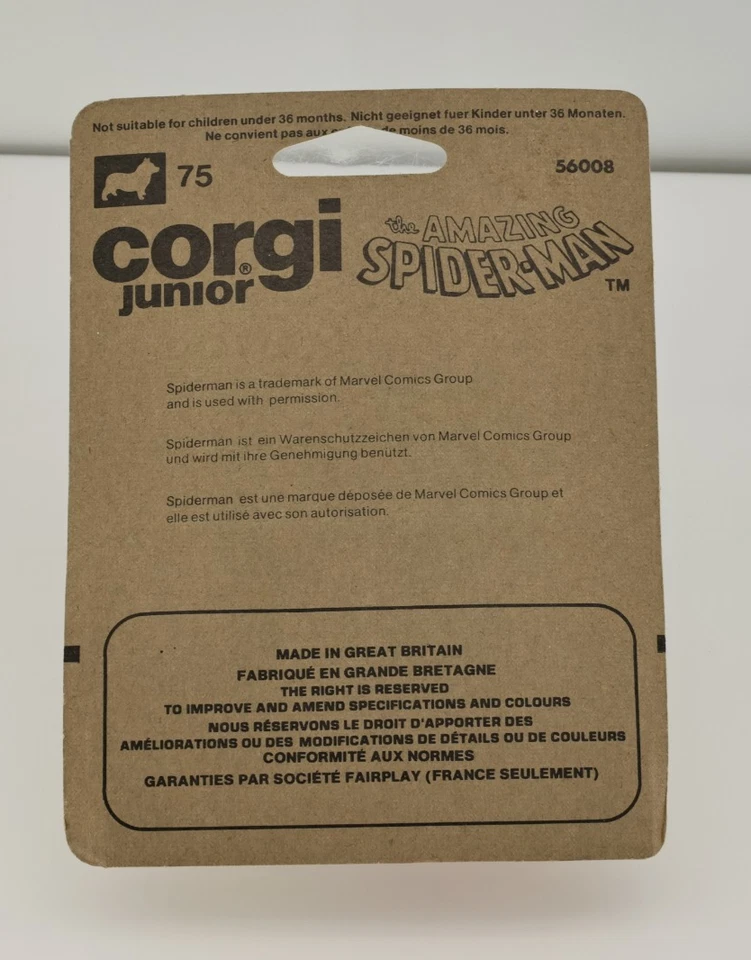 Not suitable for children under 36 months. Nicht geeignet fuer Kinder unter 36 Monaten.
Ne convient pas aux de moins de 36 mois.
75
56008
corgi®
junior
the AMAZING
SPIDER-MAN
TM
Spiderman is a trademark of Marvel Comics Group
and is used with permission.
Spiderman ist ein Warenschutzzeichen von Marvel Comics Group
und wird mit ihre Genehmigung benützt.
Spiderman est une marque déposée de Marvel Comics Group et
elle est utilisé avec son autorisation.
MADE IN GREAT BRITAIN
FABRIQUÉ EN GRANDE BRETAGNE
THE RIGHT IS RESERVED
TO IMPROVE AND AMEND SPECIFICATIONS AND COLOURS
NOUS RÉSERVONS LE DROIT D'APPORTER DES
AMÉLIORATIONS OU DES MODIFICATIONS DE DÉTAILS OU DE COULEURS
CONFORMITÉ AUX NORMES
GARANTIES PAR SOCIÉTÉ FAIRPLAY (FRANCE SEULEMENT)